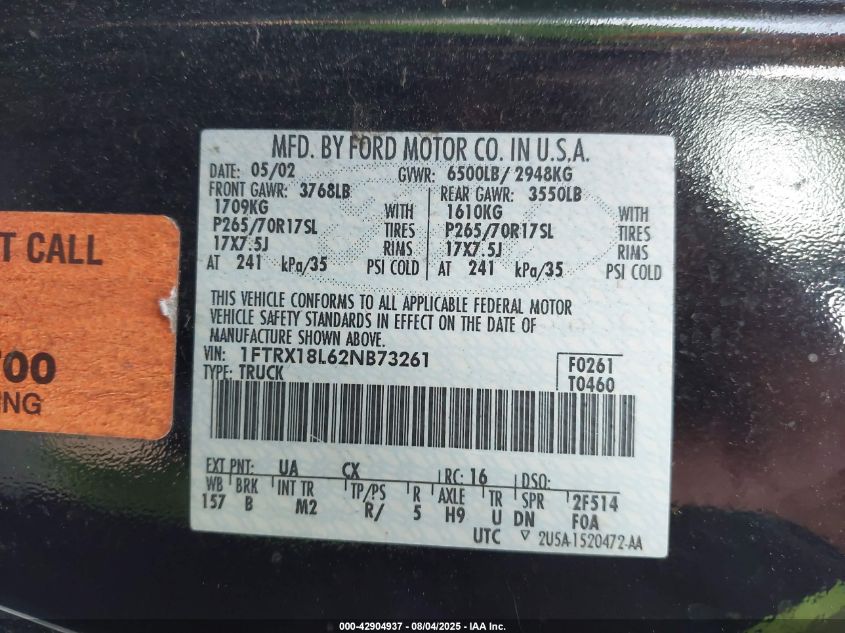 MFD. BY FORD MOTOR CO. IN U.S.A.
DATE: 05/02 GVWR: 6500LB/ 2948KG
FRONT GAWR: 3768LB REAR GAWR: 3550LB
1709KG WITH 1610KG WITH
P265/70R17SL TIRES P265/70R17SL TIRES
17X7.5J RIMS 17X7.5J RIMS
AT 241 kPa/35 PSI COLD AT 241 kPa/35 PSI COLD
THIS VEHICLE CONFORMS TO ALL APPLICABLE FEDERAL MOTOR
VEHICLE SAFETY STANDARDS IN EFFECT ON THE DATE OF
MANUFACTURE SHOWN ABOVE.
VIN: 1FTRX18L62NB73261 F0261
TYPE: TRUCK T0460
EXT PNT: UA CX RC: 16 DSO:
WB BRK INT TR TP/PS R AXLE TR SPR 2F514
157 B M2 R/ 5 H9 U DN F0A
UTC ▽ 2U5A-1520472-AA
T CALL
700
NG
000-42904937 - 08/04/2025 - IAA Inc.